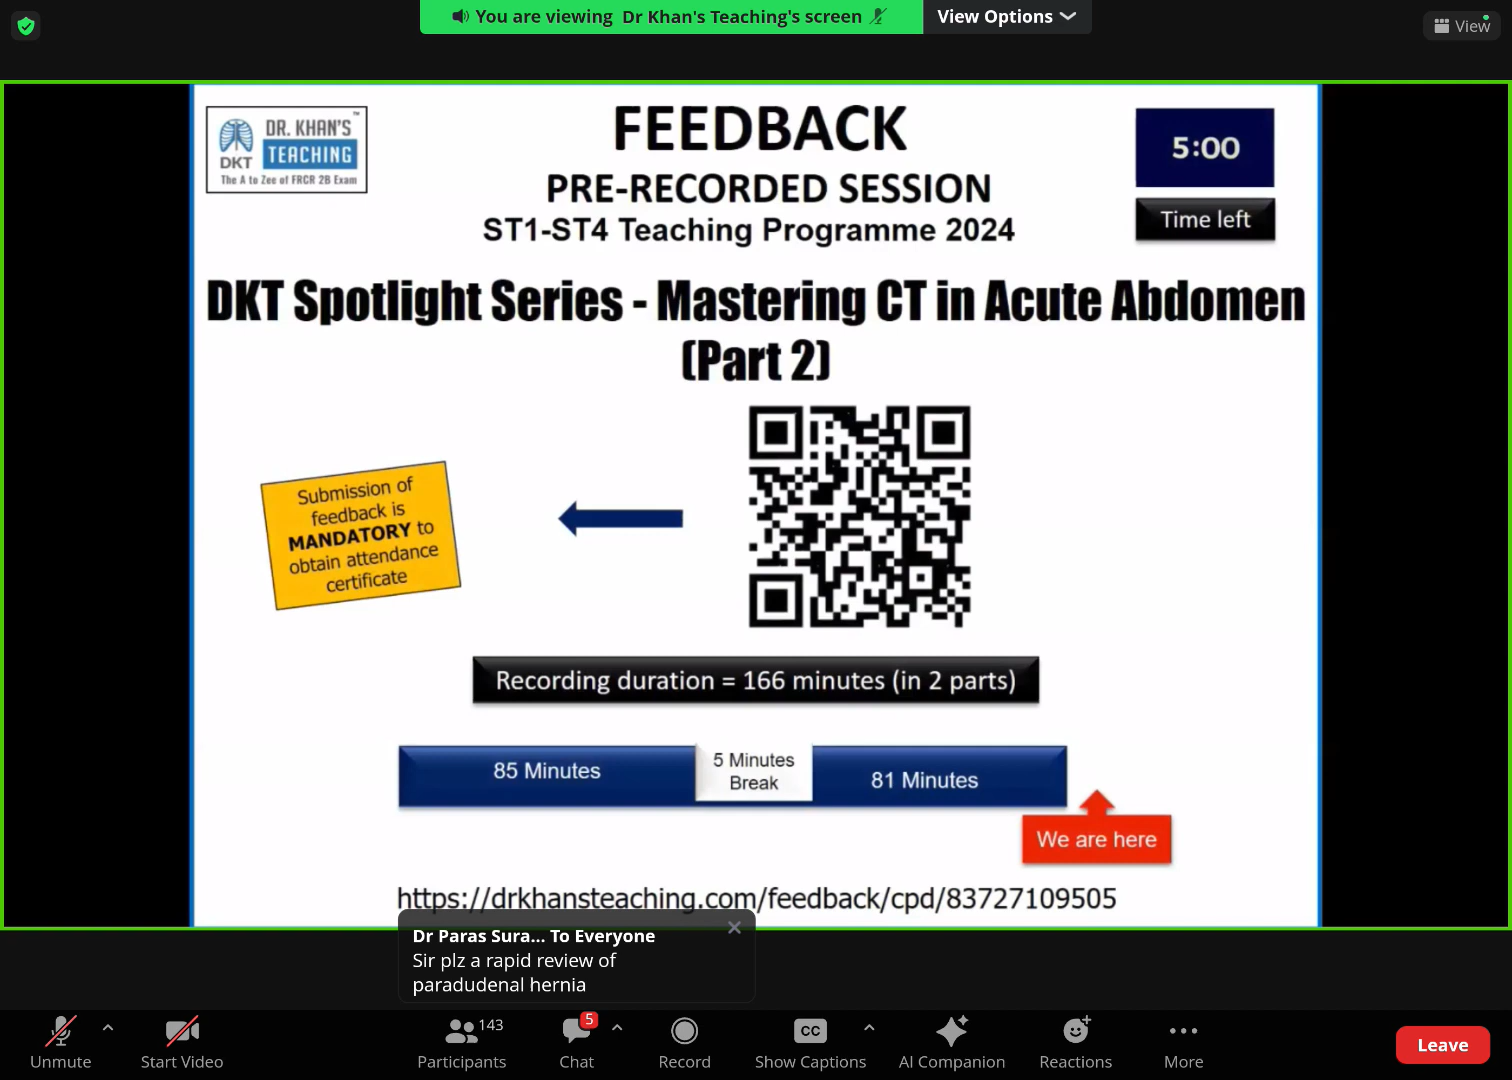 You are viewing Dr Khan's Teaching's screen
View Options
View
DR. KHAN'S
TEACHING
™
DKT
The A to Zee of FRCR 2B Exam
FEEDBACK
PRE-RECORDED SESSION
ST1-ST4 Teaching Programme 2024
5:00
Time left
DKT Spotlight Series - Mastering CT in Acute Abdomen
(Part 2)
Submission of
feedback is
MANDATORY to
obtain attendance
certificate
Recording duration = 166 minutes (in 2 parts)
85 Minutes
5 Minutes
Break
81 Minutes
We are here
https://drkhansteaching.com/feedback/cpd/83727109505
Dr Paras Sura... To Everyone
Sir plz a rapid review of
paradudenal hernia
Unmute
Start Video
143
Participants
5
Chat
Record
CC
Show Captions
AI Companion
Reactions
More
Leave